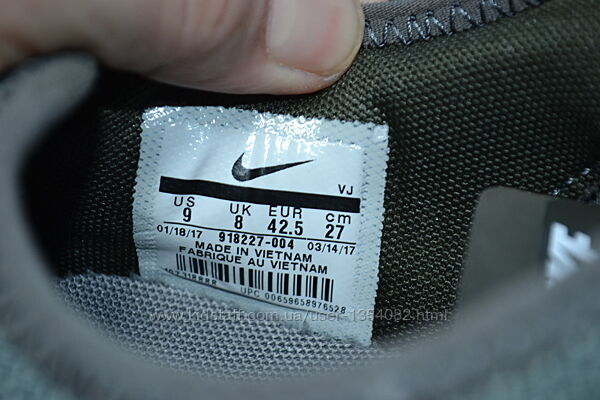 VJ
US UK EUR cm
9 8 42.5 27
01/18/17 918227-004 03/14/17
MADE IN VIETNAM
FABRIQUE AU VIETNAM
UPC 00659658976528